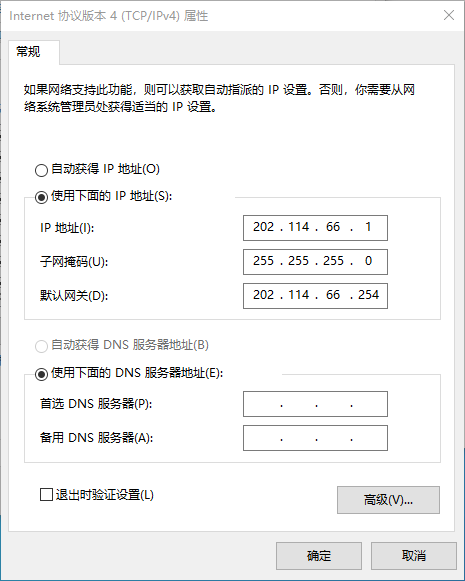 Internet 协议版本 4 (TCP/IPv4) 属性
常规
如果网络支持此功能，则可以获取自动指派的 IP 设置。否则，你需要从网
络系统管理员处获得适当的 IP 设置。
自动获得 IP 地址(O)
使用下面的 IP 地址(S):
IP 地址(I): 202 . 114 . 66 . 1
子网掩码(U): 255 . 255 . 255 . 0
默认网关(D): 202 . 114 . 66 . 254
自动获得 DNS 服务器地址(B)
使用下面的 DNS 服务器地址(E):
首选 DNS 服务器(P): . . .
备用 DNS 服务器(A): . . .
退出时验证设置(L)
高级(V)...
确定 取消